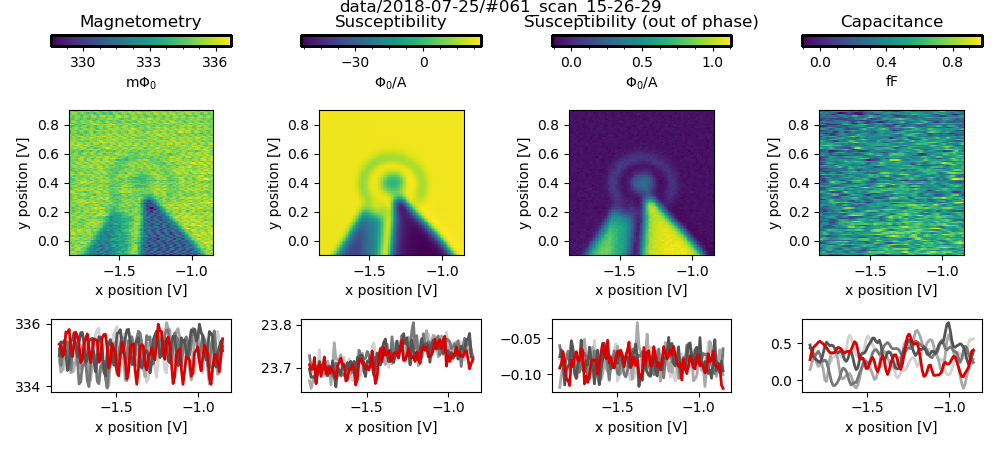 data/2018-07-25/#061_scan_15-26-29
Magnetometry
Susceptibility
Susceptibility (out of phase)
Capacitance
330 333 336
−30 0
0.0 0.5 1.0
0.0 0.4 0.8
mΦ0
Φ0/A
Φ0/A
fF
y position [V]
0.8
0.6
0.4
0.2
0.0
−1.5 −1.0
x position [V]
y position [V]
0.8
0.6
0.4
0.2
0.0
−1.5 −1.0
x position [V]
y position [V]
0.8
0.6
0.4
0.2
0.0
−1.5 −1.0
x position [V]
y position [V]
0.8
0.6
0.4
0.2
0.0
−1.5 −1.0
x position [V]
336
334
−1.5 −1.0
x position [V]
23.8
23.7
−1.5 −1.0
x position [V]
−0.05
−0.10
−1.5 −1.0
x position [V]
0.5
0.0
−1.5 −1.0
x position [V]